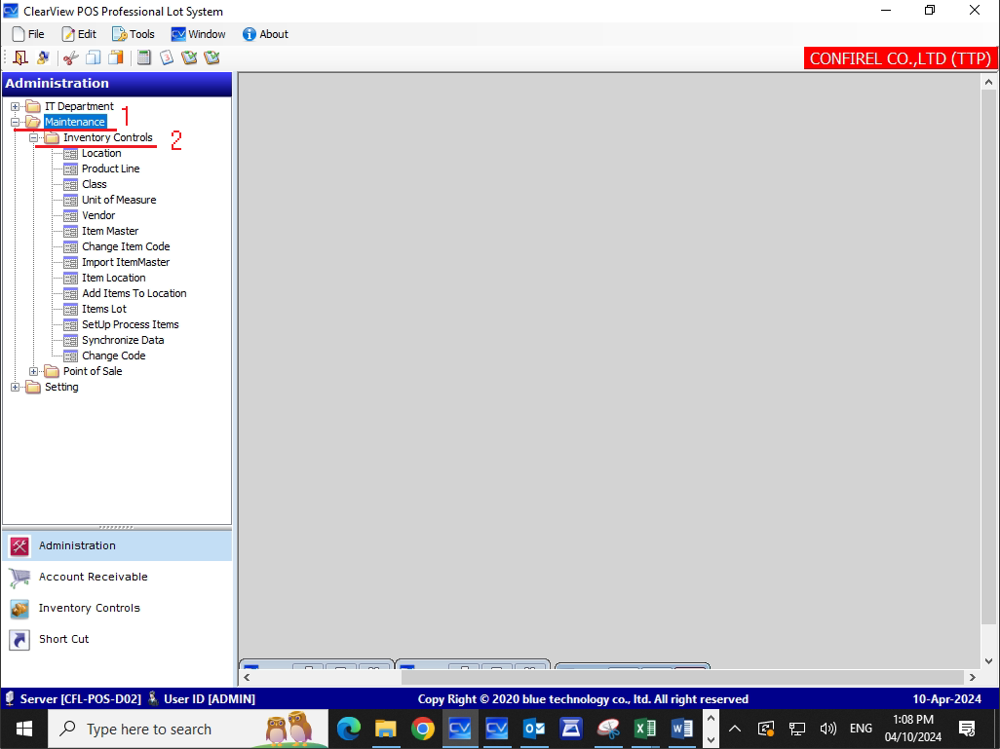 ClearView POS Professional Lot System
File Edit Tools Window About
CONFIREL CO.,LTD (TTP)
Administration
IT Department
1
Maintenance
Inventory Controls
2
Location
Product Line
Class
Unit of Measure
Vendor
Item Master
Change Item Code
Import ItemMaster
Item Location
Add Items To Location
Items Lot
SetUp Process Items
Synchronize Data
Change Code
Point of Sale
Setting
Administration
Account Receivable
Inventory Controls
Short Cut
Server [CFL-POS-D02] User ID [ADMIN] Copy Right © 2020 blue technology co., ltd. All right reserved 10-Apr-2024
Type here to search
ENG
1:08 PM
04/10/2024